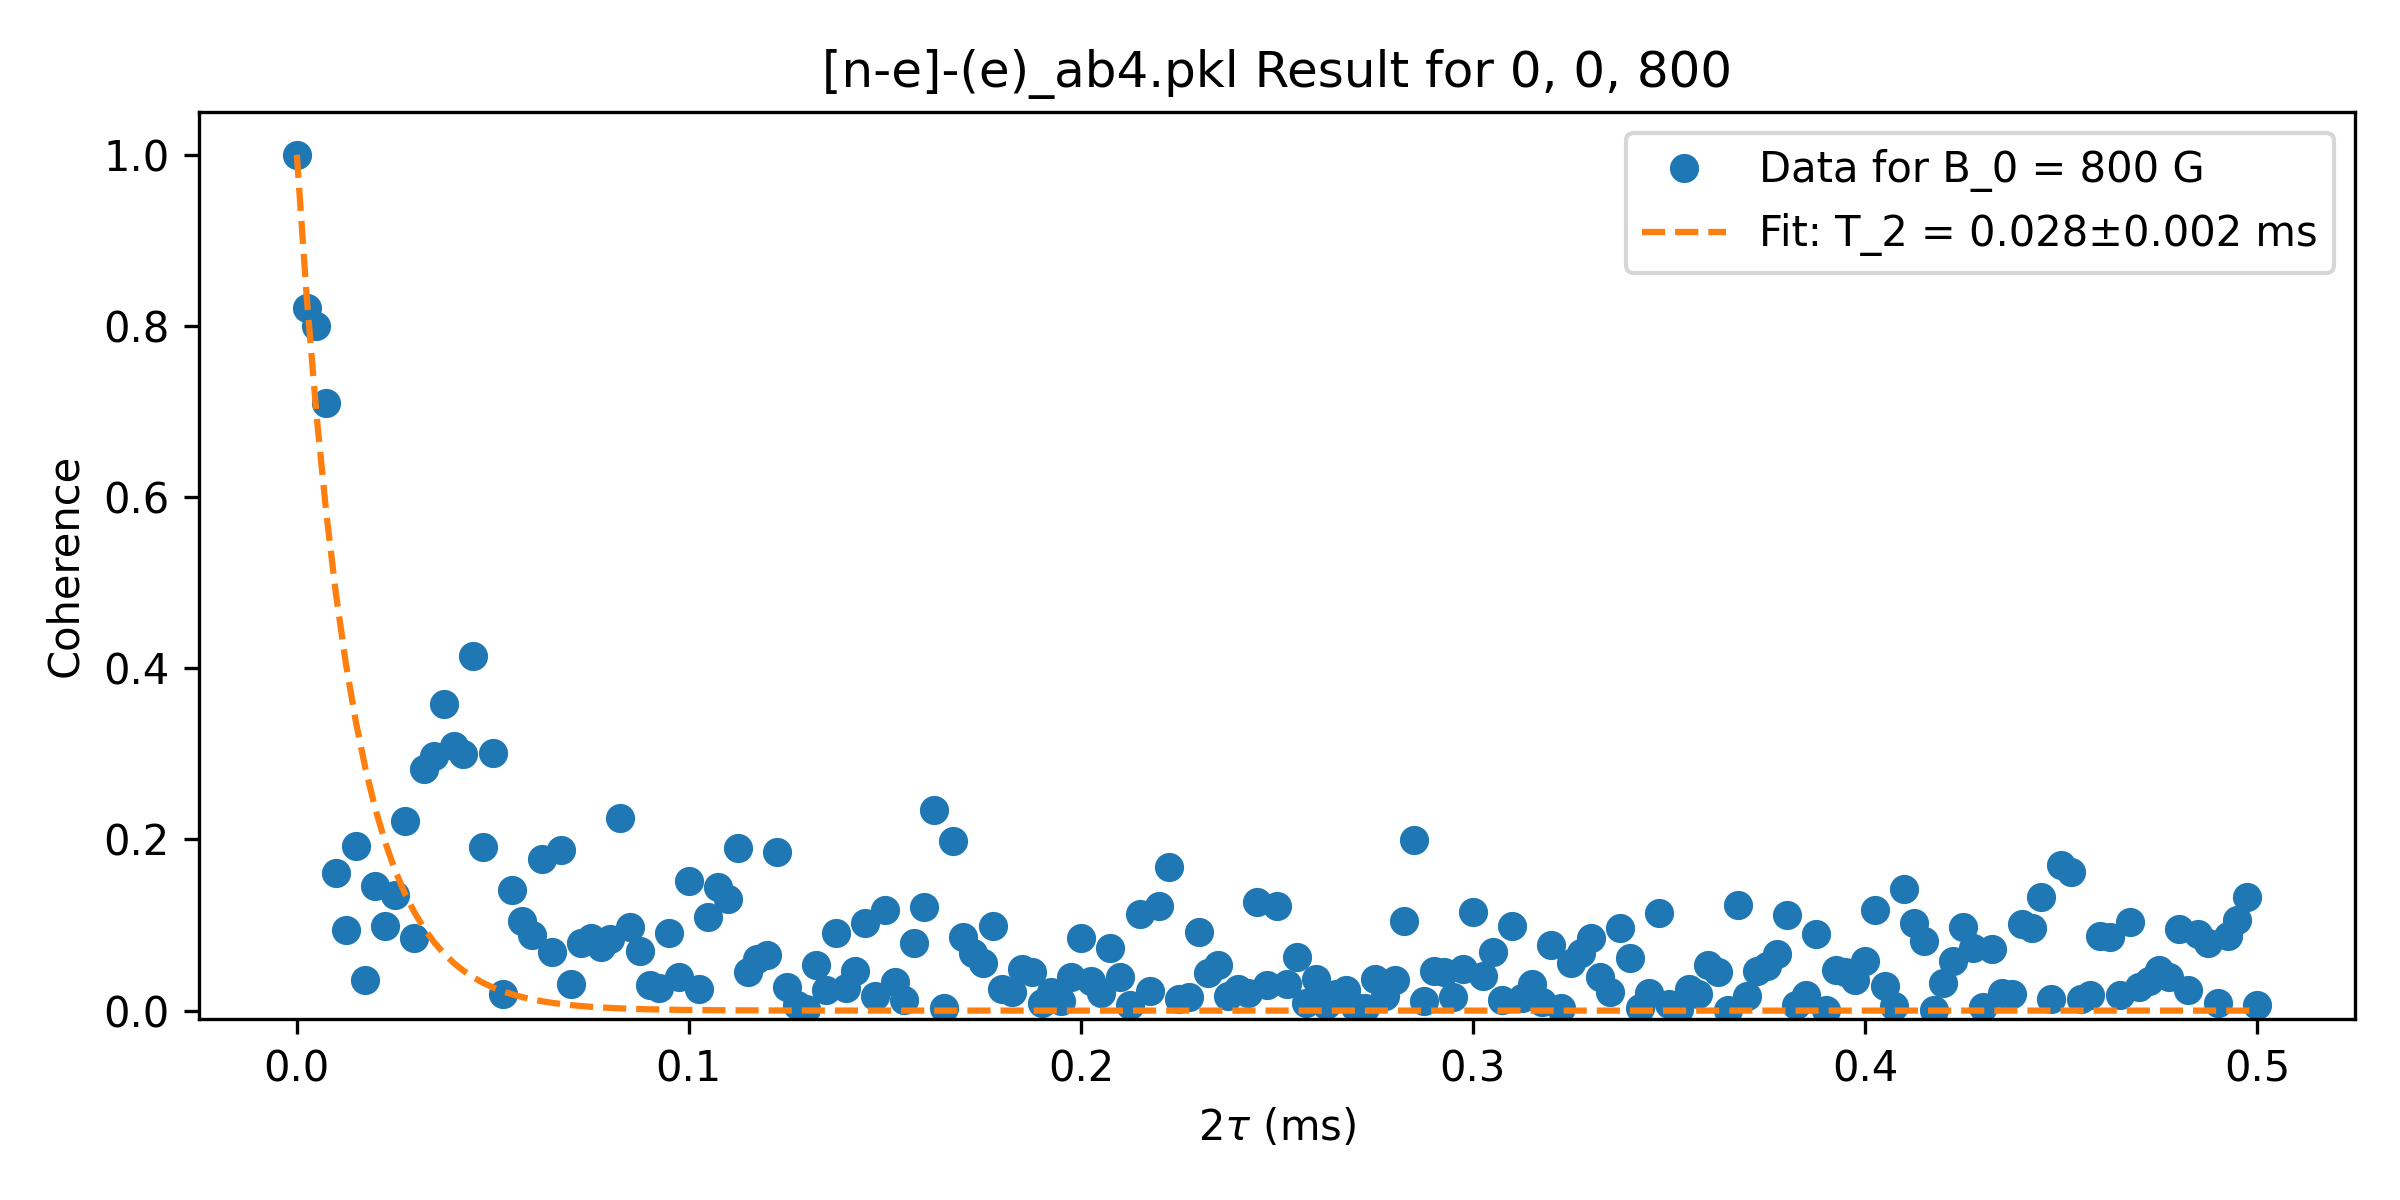 [n-e]-(e)_ab4.pkl Result for 0, 0, 800
Data for B_0 = 800 G
Fit: T_2 = 0.028±0.002 ms
Coherence
1.0
0.8
0.6
0.4
0.2
0.0
0.0 0.1 0.2 0.3 0.4 0.5
2τ (ms)